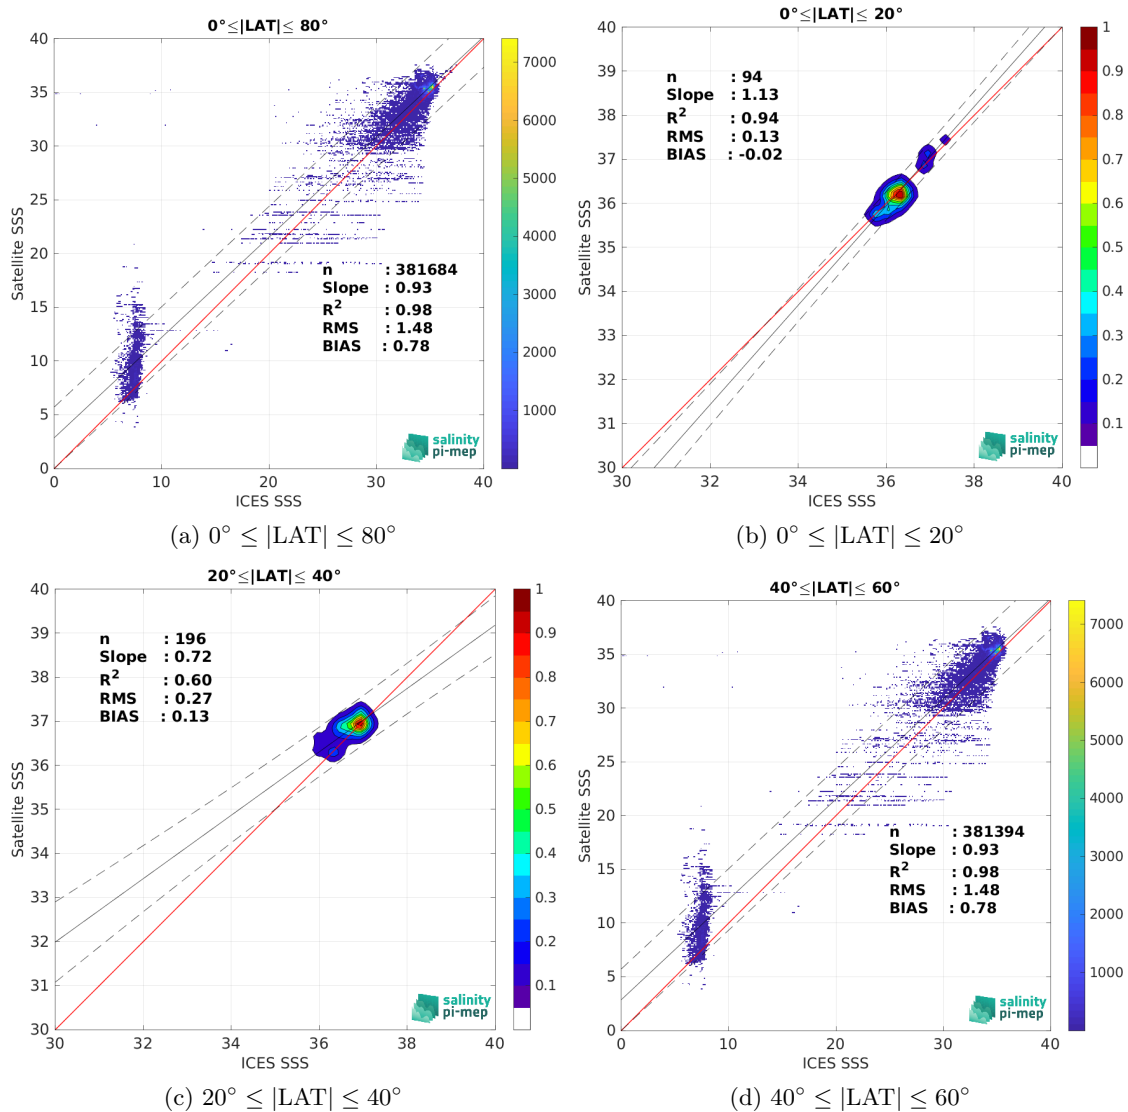 0°≤|LAT|≤ 80°
40
35
30
25
20
15
10
5
0
Satellite SSS
n : 381684
Slope : 0.93
R² : 0.98
RMS : 1.48
BIAS : 0.78
salinity
pi-mep
0 10 20 30 40
ICES SSS
7000
6000
5000
4000
3000
2000
1000
(a) 0° ≤ |LAT| ≤ 80°
0°≤|LAT|≤ 20°
40
39
38
37
36
35
34
33
32
31
30
Satellite SSS
n : 94
Slope : 1.13
R² : 0.94
RMS : 0.13
BIAS : -0.02
salinity
pi-mep
30 32 34 36 38 40
ICES SSS
1
0.9
0.8
0.7
0.6
0.5
0.4
0.3
0.2
0.1
(b) 0° ≤ |LAT| ≤ 20°
20°≤|LAT|≤ 40°
40
39
38
37
36
35
34
33
32
31
30
Satellite SSS
n : 196
Slope : 0.72
R² : 0.60
RMS : 0.27
BIAS : 0.13
salinity
pi-mep
30 32 34 36 38 40
ICES SSS
1
0.9
0.8
0.7
0.6
0.5
0.4
0.3
0.2
0.1
(c) 20° ≤ |LAT| ≤ 40°
40°≤|LAT|≤ 60°
40
35
30
25
20
15
10
5
0
Satellite SSS
n : 381394
Slope : 0.93
R² : 0.98
RMS : 1.48
BIAS : 0.78
salinity
pi-mep
0 10 20 30 40
ICES SSS
7000
6000
5000
4000
3000
2000
1000
(d) 40° ≤ |LAT| ≤ 60°